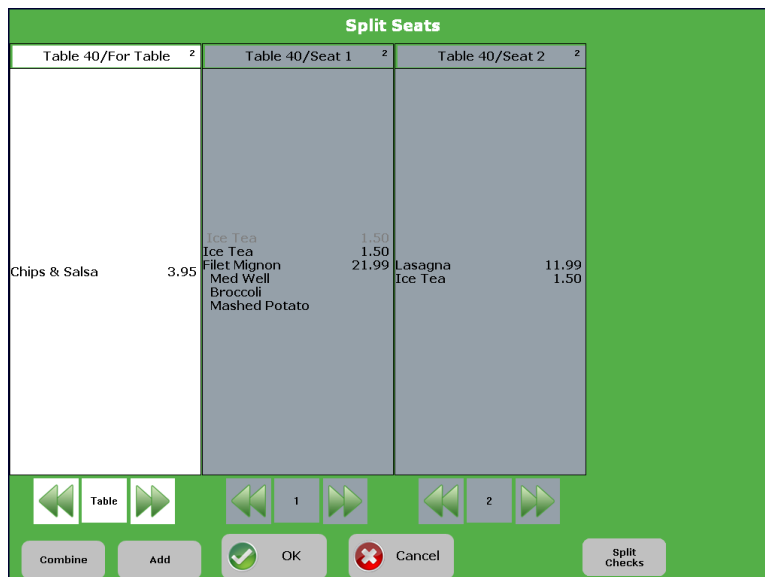 Split Seats
Table 40/For Table 2
Table 40/Seat 1 2
Table 40/Seat 2 2
Chips & Salsa 3.95
Ice Tea 1.50
Ice Tea 1.50
Filet Mignon 21.99
Med Well
Broccoli
Mashed Potato
Lasagna 11.99
Ice Tea 1.50
Table
1
2
Combine
Add
OK
Cancel
Split
Checks